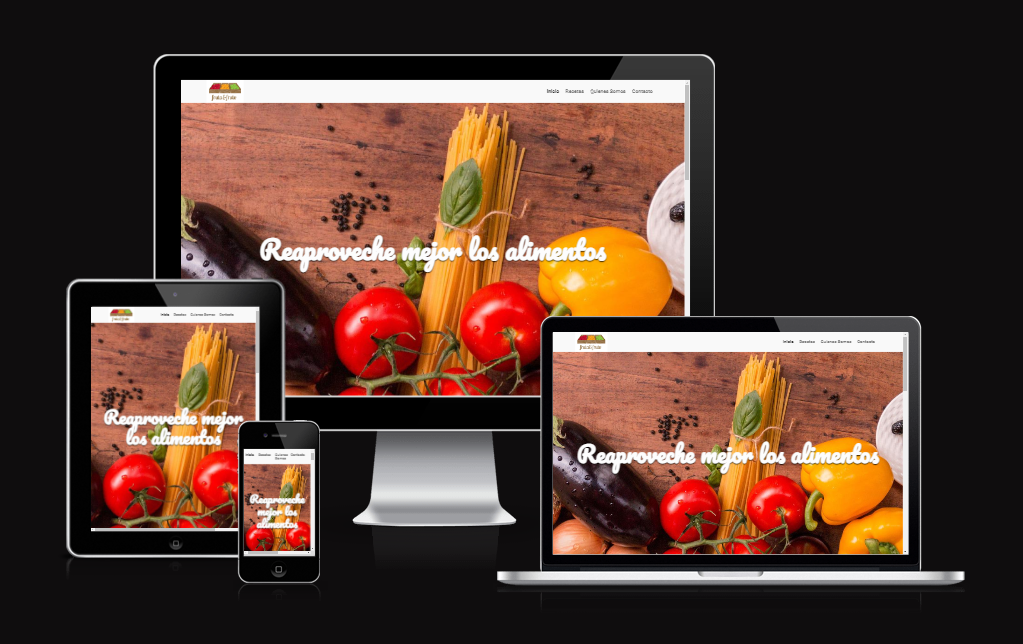 Inicio Recetas Quienes Somos Contacto
Reaproveche mejor los alimentos
Inicio Recetas Quienes Somos Contacto
Reaproveche mejor
los alimentos
Inicio Recetas Quienes Somos Contacto
Reaproveche
mejor los
alimentos
Inicio Recetas Quienes Somos Contacto
Reaproveche mejor los alimentos